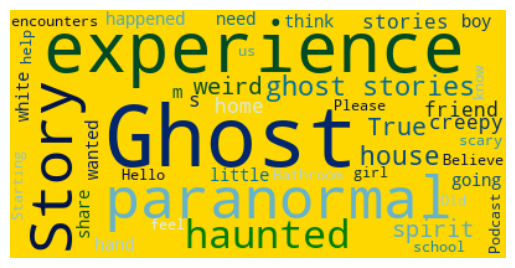 encounters happened need • think stories boy
experience
help us
white weird ghost stories
m s home Please friend know
Story Ghost True creepy
wanted house scary
Starting Hello little Bathroom girl Believe
paranormal going
share Did
feel spirit
hand haunted school Podcast